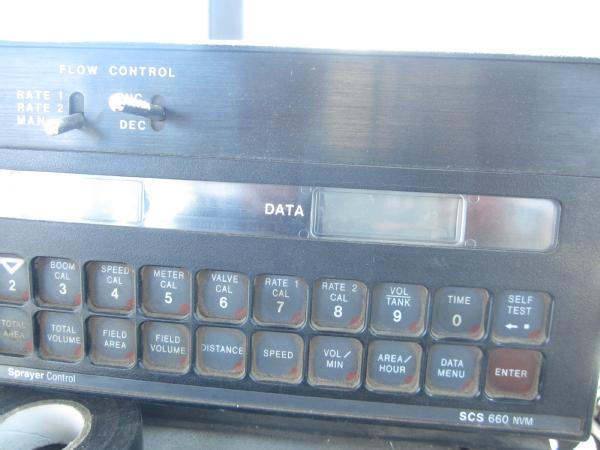 FLOW CONTROL
RATE 1
RATE 2
MAN
INC
DEC
DATA
2
BOOM CAL 3
SPEED CAL 4
METER CAL 5
VALVE CAL 6
RATE 1 CAL 7
RATE 2 CAL 8
VOL TANK 9
TIME 0
SELF TEST
TOTAL AREA
TOTAL VOLUME
FIELD AREA
FIELD VOLUME
DISTANCE
SPEED
VOL/ MIN
AREA/ HOUR
DATA MENU
ENTER
Sprayer Control
SCS 660 NVM